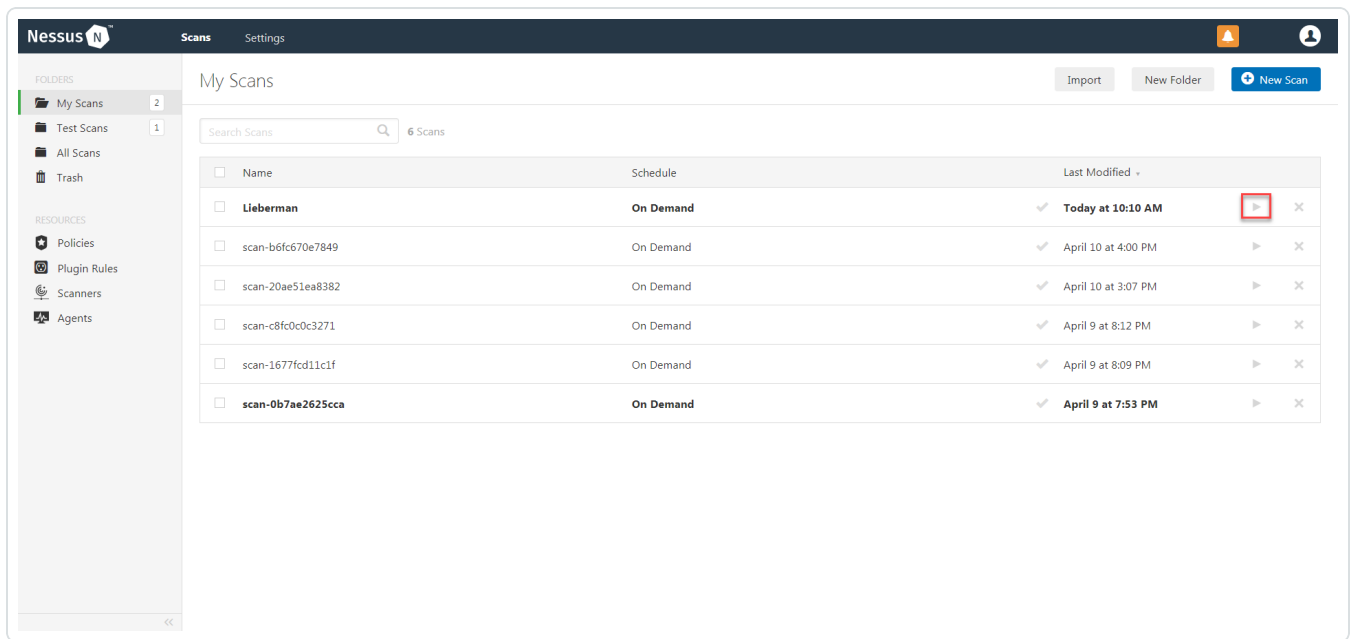 Nessus N ™ Scans Settings
FOLDERS
My Scans 2
Test Scans 1
All Scans
Trash
RESOURCES
Policies
Plugin Rules
Scanners
Agents
My Scans Import New Folder New Scan
Search Scans 6 Scans
Name Schedule Last Modified
Lieberman On Demand Today at 10:10 AM
scan-b6fc670e7849 On Demand April 10 at 4:00 PM
scan-20ae51ea8382 On Demand April 10 at 3:07 PM
scan-c8fc0c0c3271 On Demand April 9 at 8:12 PM
scan-1677fcd11c1f On Demand April 9 at 8:09 PM
scan-0b7ae2625cca On Demand April 9 at 7:53 PM